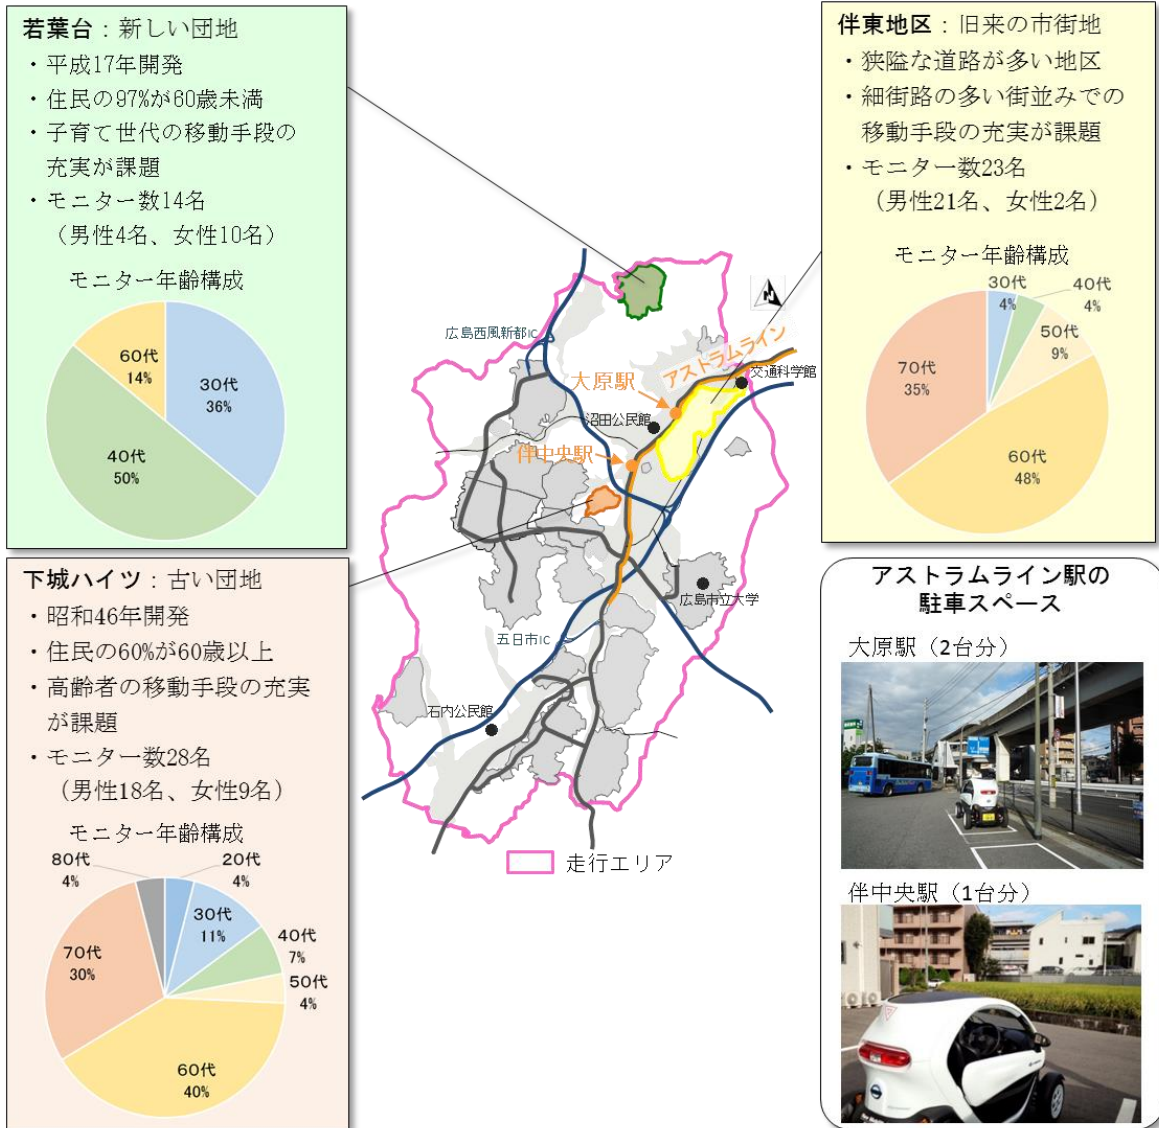 若葉台：新しい団地
・平成17年開発
・住民の97%が60歳未満
・子育て世代の移動手段の
充実が課題
・モニター数14名
（男性4名、女性10名）
モニター年齢構成
60代
14%
30代
36%
40代
50%
伴東地区：旧来の市街地
・狭隘な道路が多い地区
・細街路の多い街並みでの
移動手段の充実が課題
・モニター数23名
（男性21名、女性2名）
モニター年齢構成
30代
4%
40代
4%
50代
9%
70代
35%
60代
48%
広島西風新都IC
アストラムライン
大原駅
交通科学館
沼田公民館
伴中央駅
広島市立大学
五日市IC
石内公民館
N
走行エリア
下城ハイツ：古い団地
・昭和46年開発
・住民の60%が60歳以上
・高齢者の移動手段の充実
が課題
・モニター数28名
（男性18名、女性9名）
モニター年齢構成
80代
4%
20代
4%
30代
11%
40代
7%
50代
4%
70代
30%
60代
40%
アストラムライン駅の
駐車スペース
大原駅（2台分）
伴中央駅（1台分）